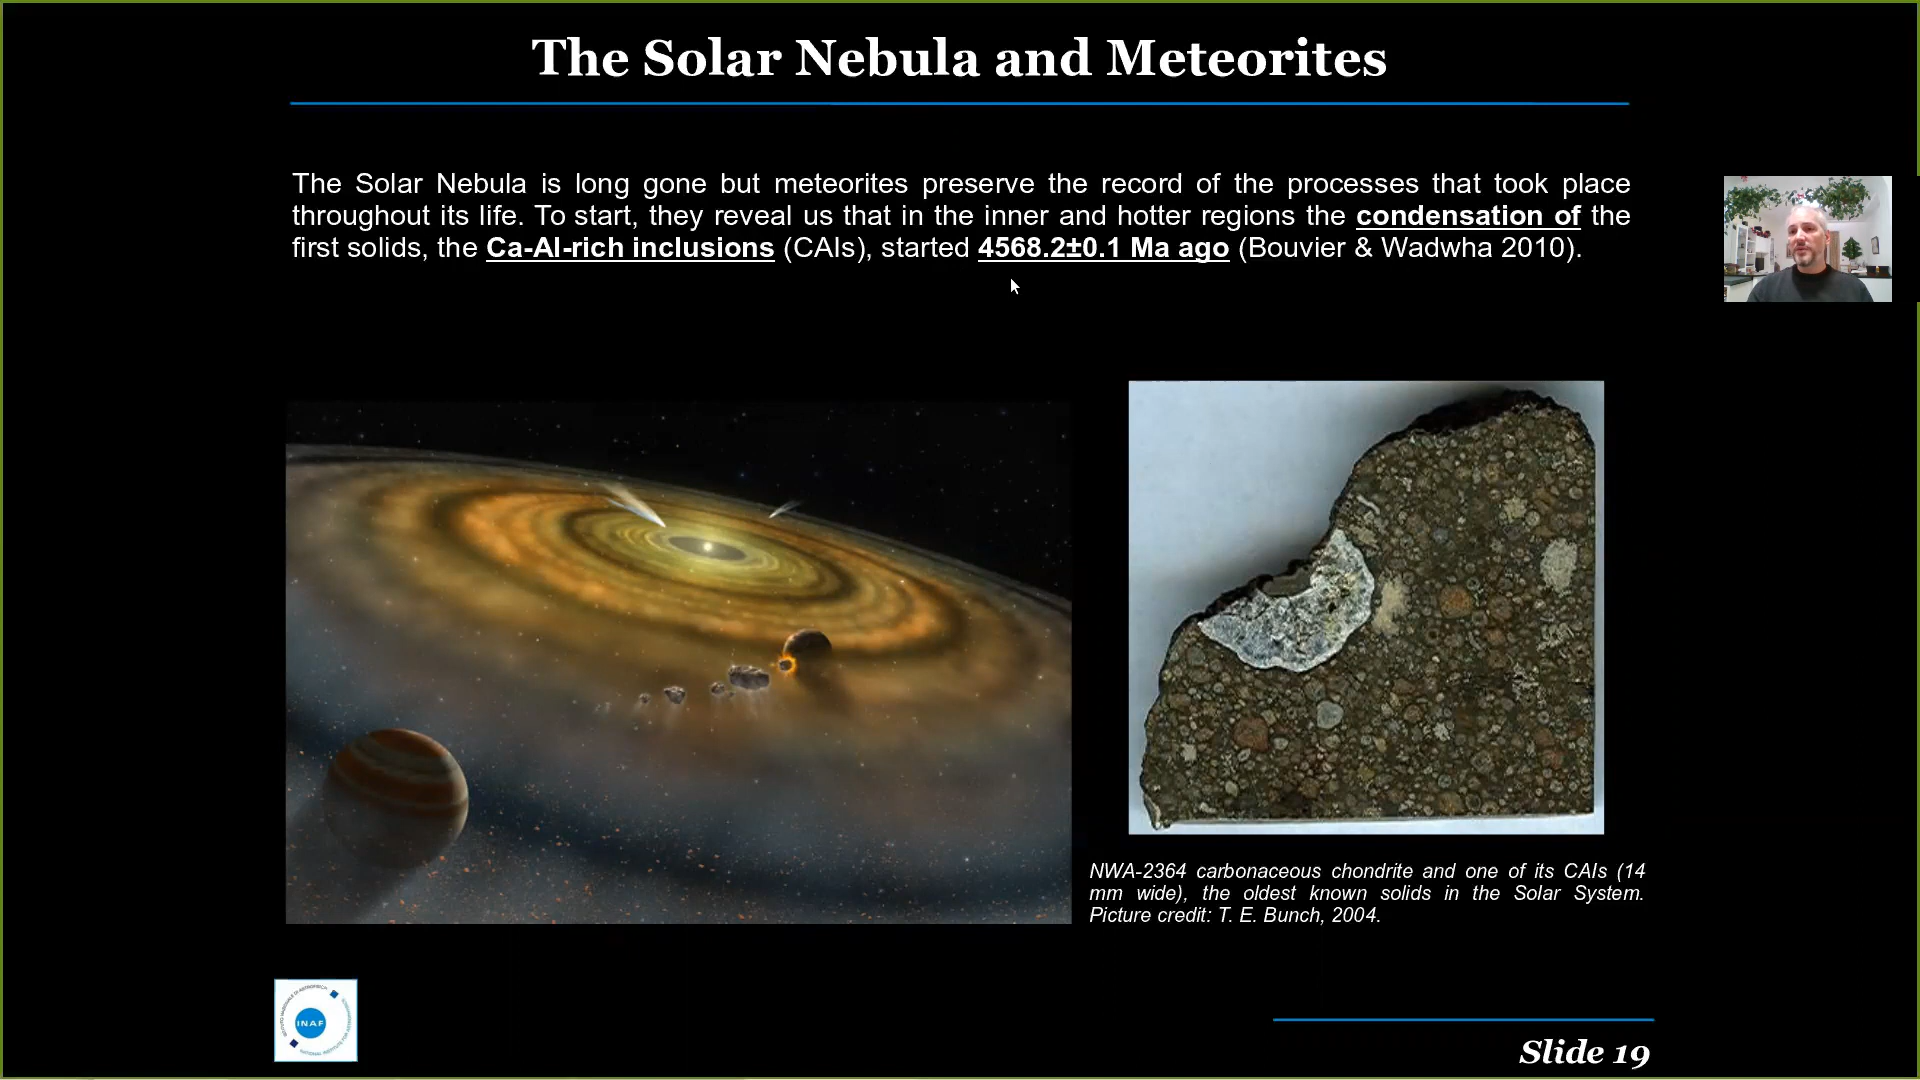 The Solar Nebula and Meteorites
The Solar Nebula is long gone but meteorites preserve the record of the processes that took place
throughout its life. To start, they reveal us that in the inner and hotter regions the condensation of the
first solids, the Ca-Al-rich inclusions (CAIs), started 4568.2±0.1 Ma ago (Bouvier & Wadwha 2010).
NWA-2364 carbonaceous chondrite and one of its CAIs (14
mm wide), the oldest known solids in the Solar System.
Picture credit: T. E. Bunch, 2004.
INAF
Slide 19